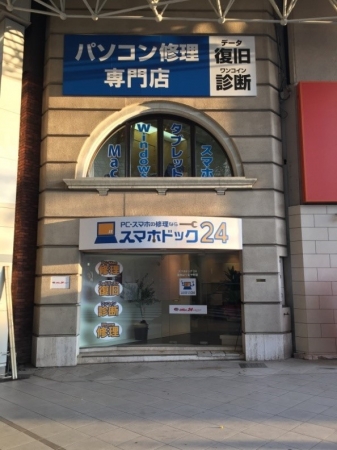 パソコン修理
専門店
データ
復旧
ワンコイン
診断
Mac
Windows
タブレット
スマホ
PC・スマホの修理なら
スマホドック24
修理
復旧
診断
修理